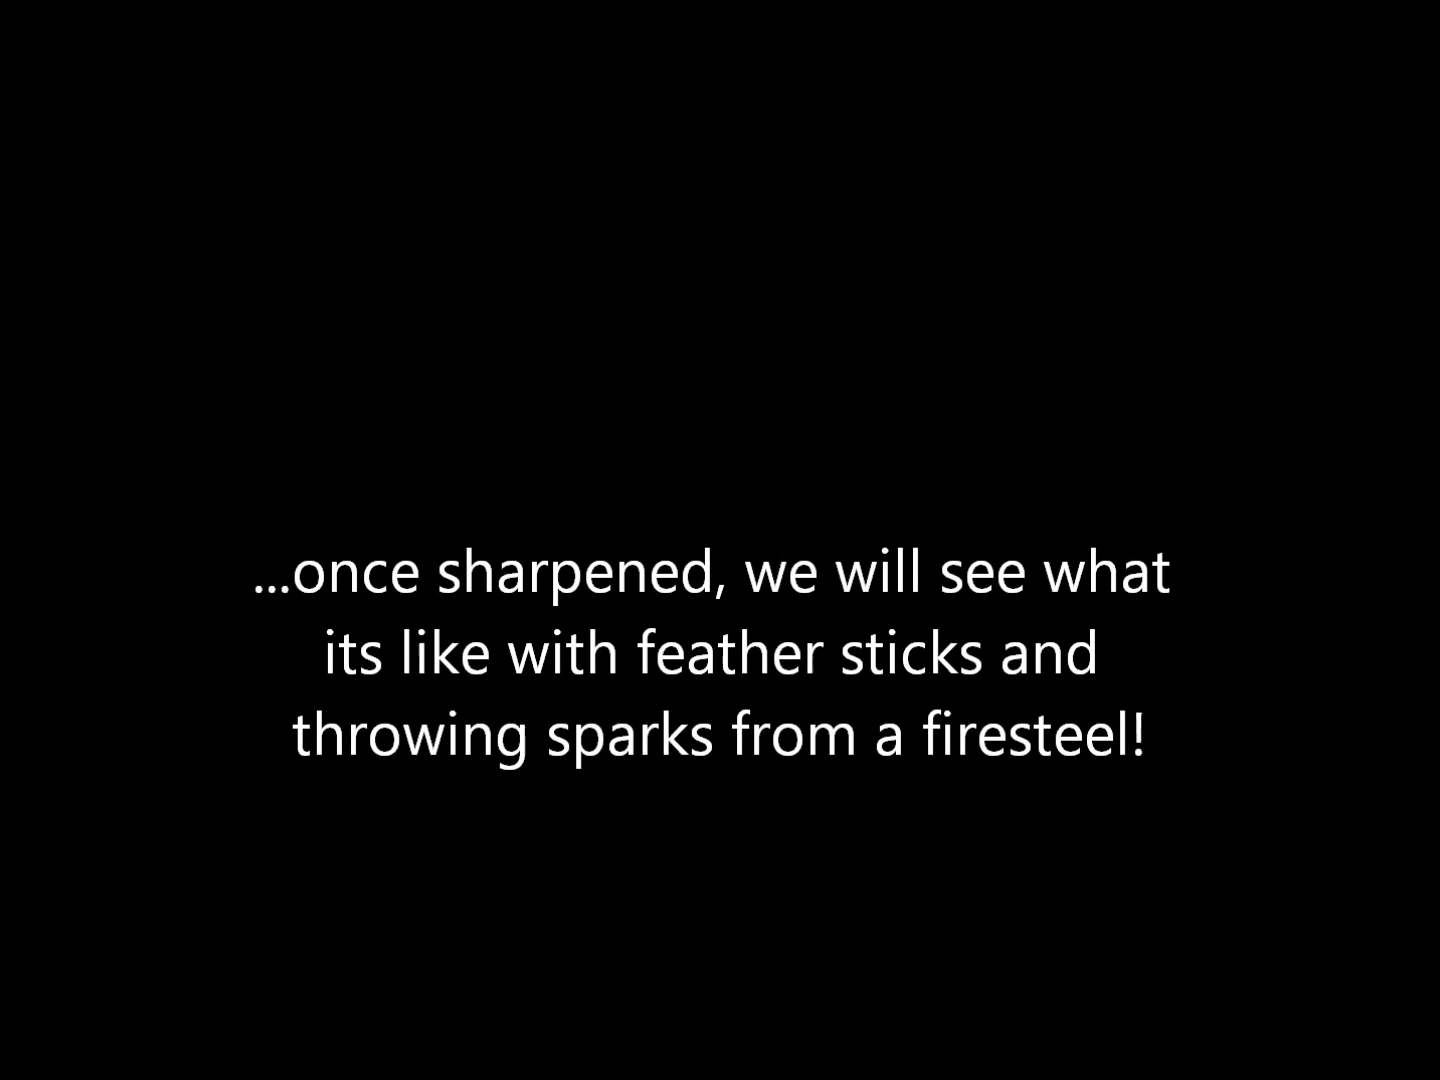 ...once sharpened, we will see what
its like with feather sticks and
throwing sparks from a firesteel!